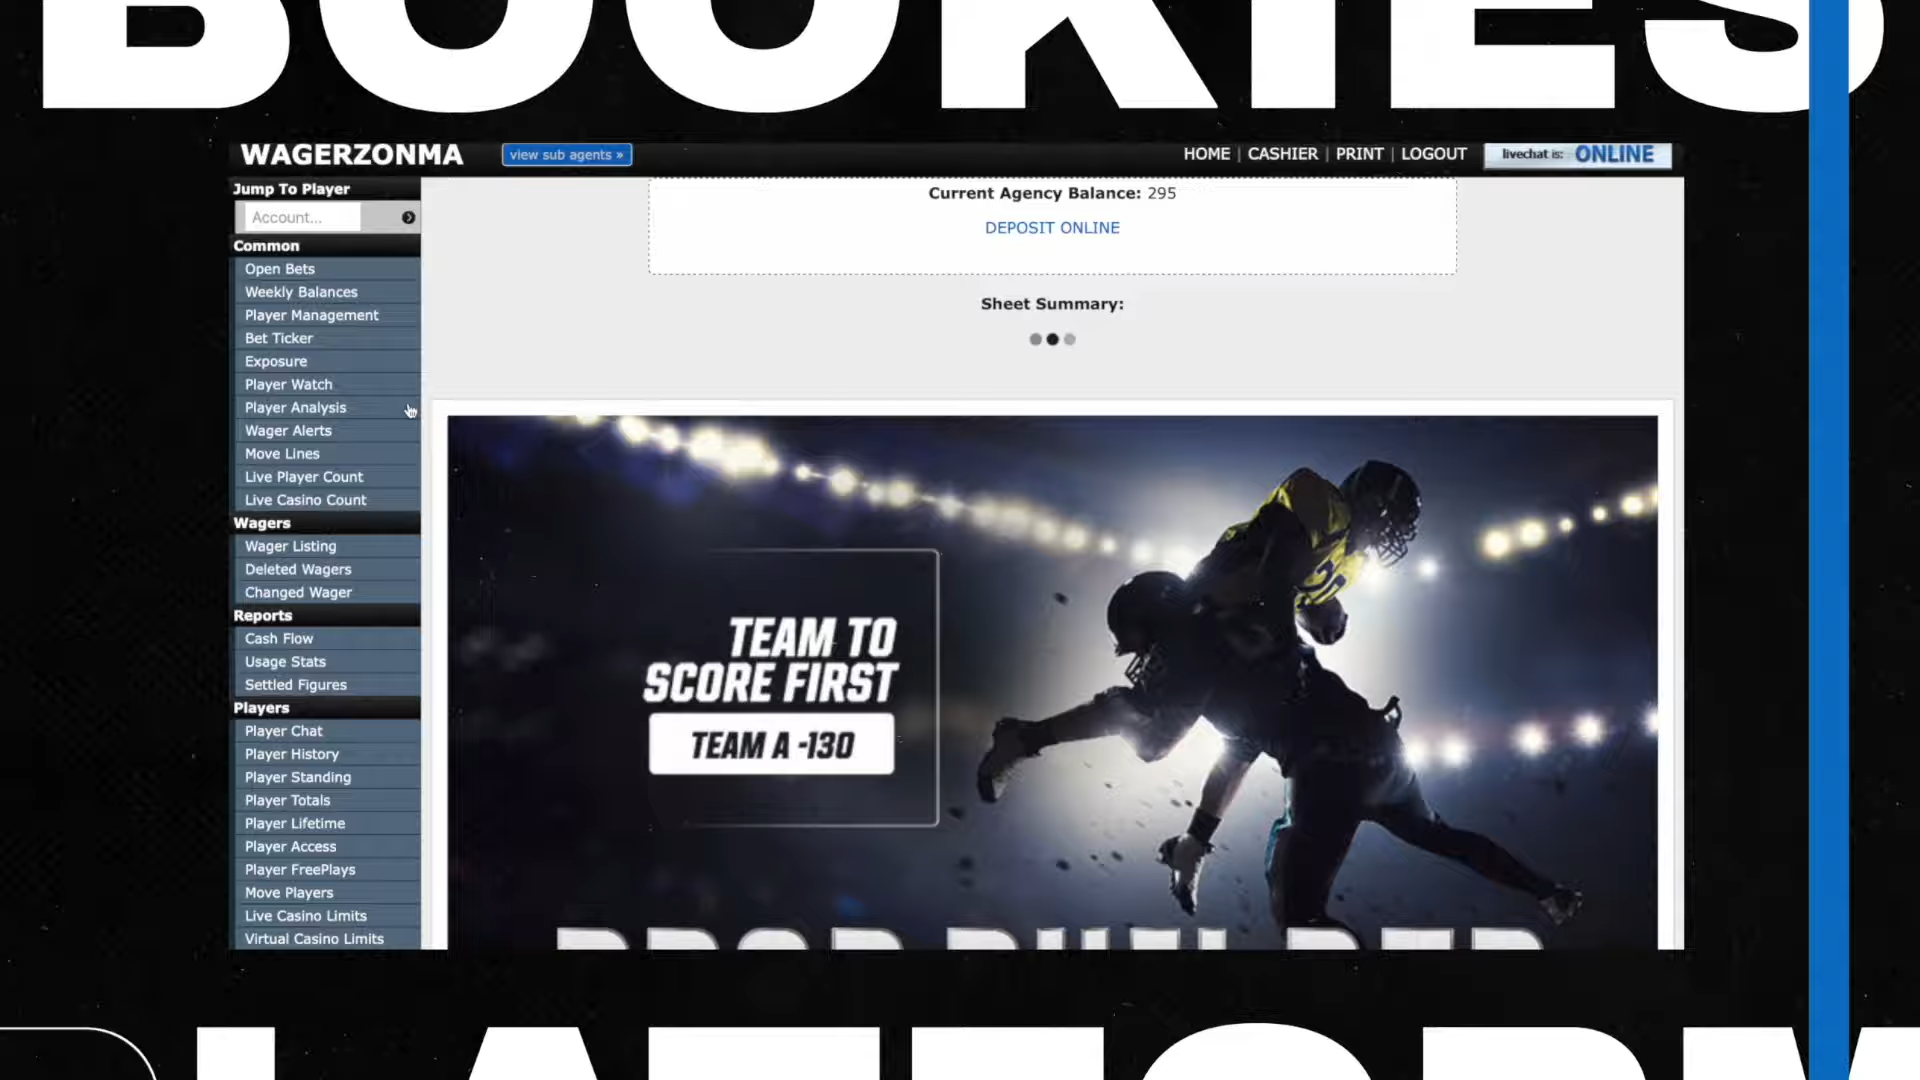 BOOKIES
WAGERZONMA
view sub agents »
HOME | CASHIER | PRINT | LOGOUT
livechat is: ONLINE
Jump To Player
Account...
Common
Open Bets
Weekly Balances
Player Management
Bet Ticker
Exposure
Player Watch
Player Analysis
Wager Alerts
Move Lines
Live Player Count
Live Casino Count
Wagers
Wager Listing
Deleted Wagers
Changed Wager
Reports
Cash Flow
Usage Stats
Settled Figures
Players
Player Chat
Player History
Player Standing
Player Totals
Player Lifetime
Player Access
Player FreePlays
Move Players
Live Casino Limits
Virtual Casino Limits
Current Agency Balance: 295
DEPOSIT ONLINE
Sheet Summary:
TEAM TO
SCORE FIRST
TEAM A -130
PROP BUILDER
PLATFORM